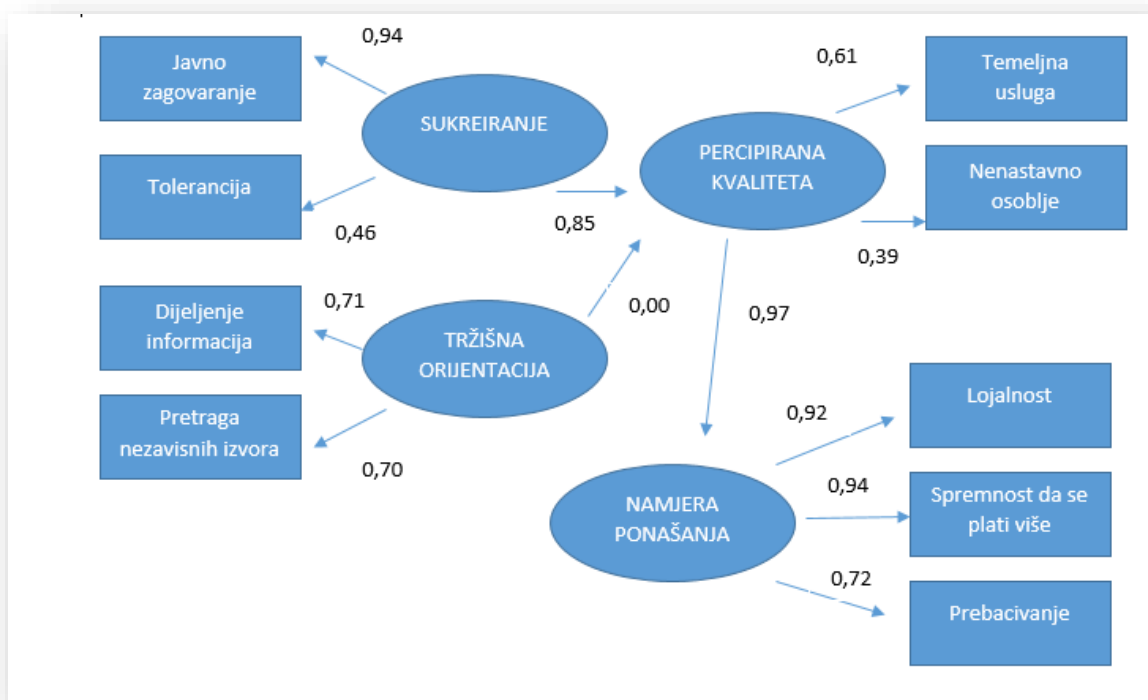 0,94
Javno
zagovaranje
SUKREIRANJE
Tolerancija
0,46
0,85
0,61
Temeljna
usluga
PERCIPIRANA
KVALITETA
Nenastavno
osoblje
0,39
Dijeljenje
informacija
0,71
TRŽIŠNA
ORIJENTACIJA
0,00
0,97
Pretraga
nezavisnih izvora
0,70
NAMJERA
PONAŠANJA
0,92
Lojalnost
0,94
Spremnost da se
plati više
0,72
Prebacivanje